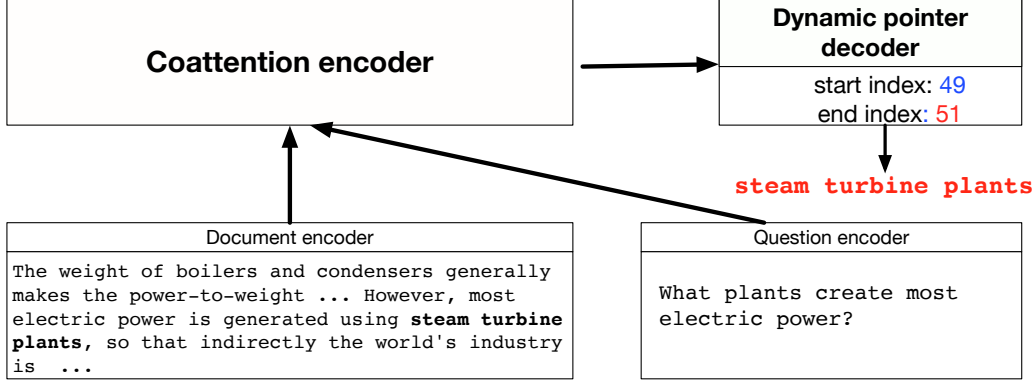 Coattention encoder
Dynamic pointer
decoder
start index: 49
end index: 51
steam turbine plants
Document encoder
The weight of boilers and condensers generally
makes the power-to-weight ... However, most
electric power is generated using steam turbine
plants, so that indirectly the world's industry
is ...
Question encoder
What plants create most
electric power?